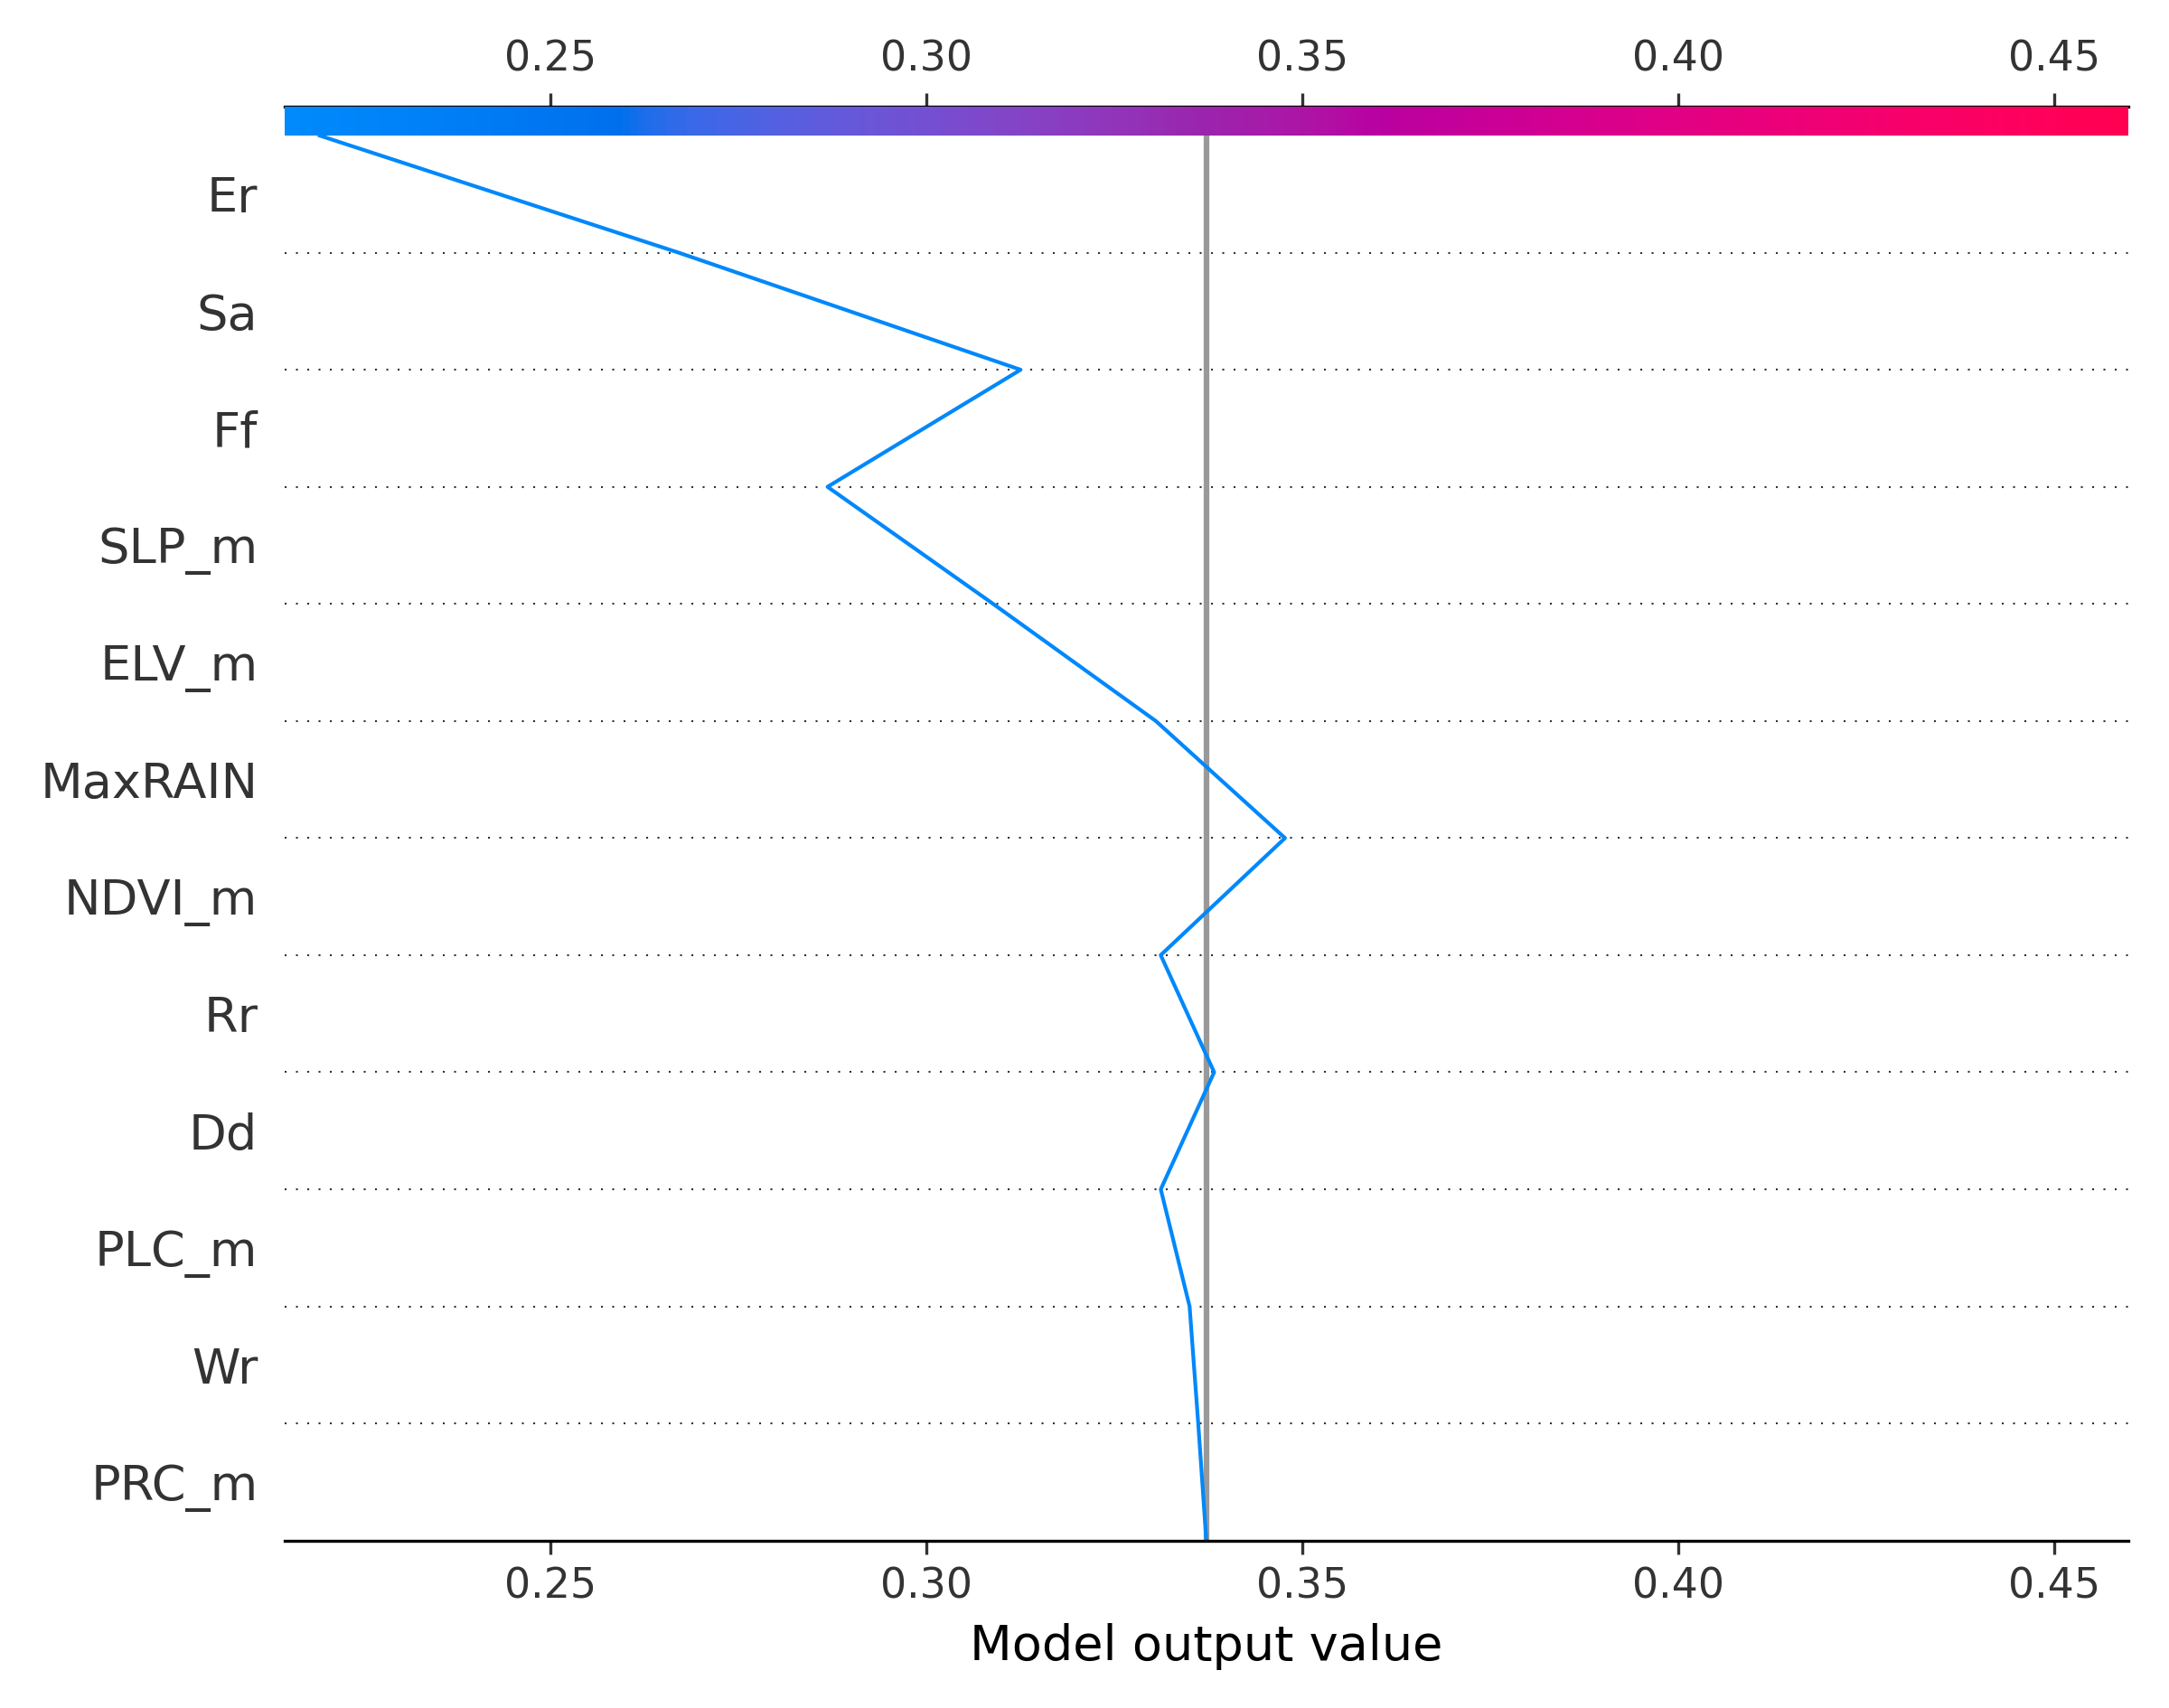 0.25 0.30 0.35 0.40 0.45
Er
Sa
Ff
SLP_m
ELV_m
MaxRAIN
NDVI_m
Rr
Dd
PLC_m
Wr
PRC_m
0.25 0.30 0.35 0.40 0.45
Model output value